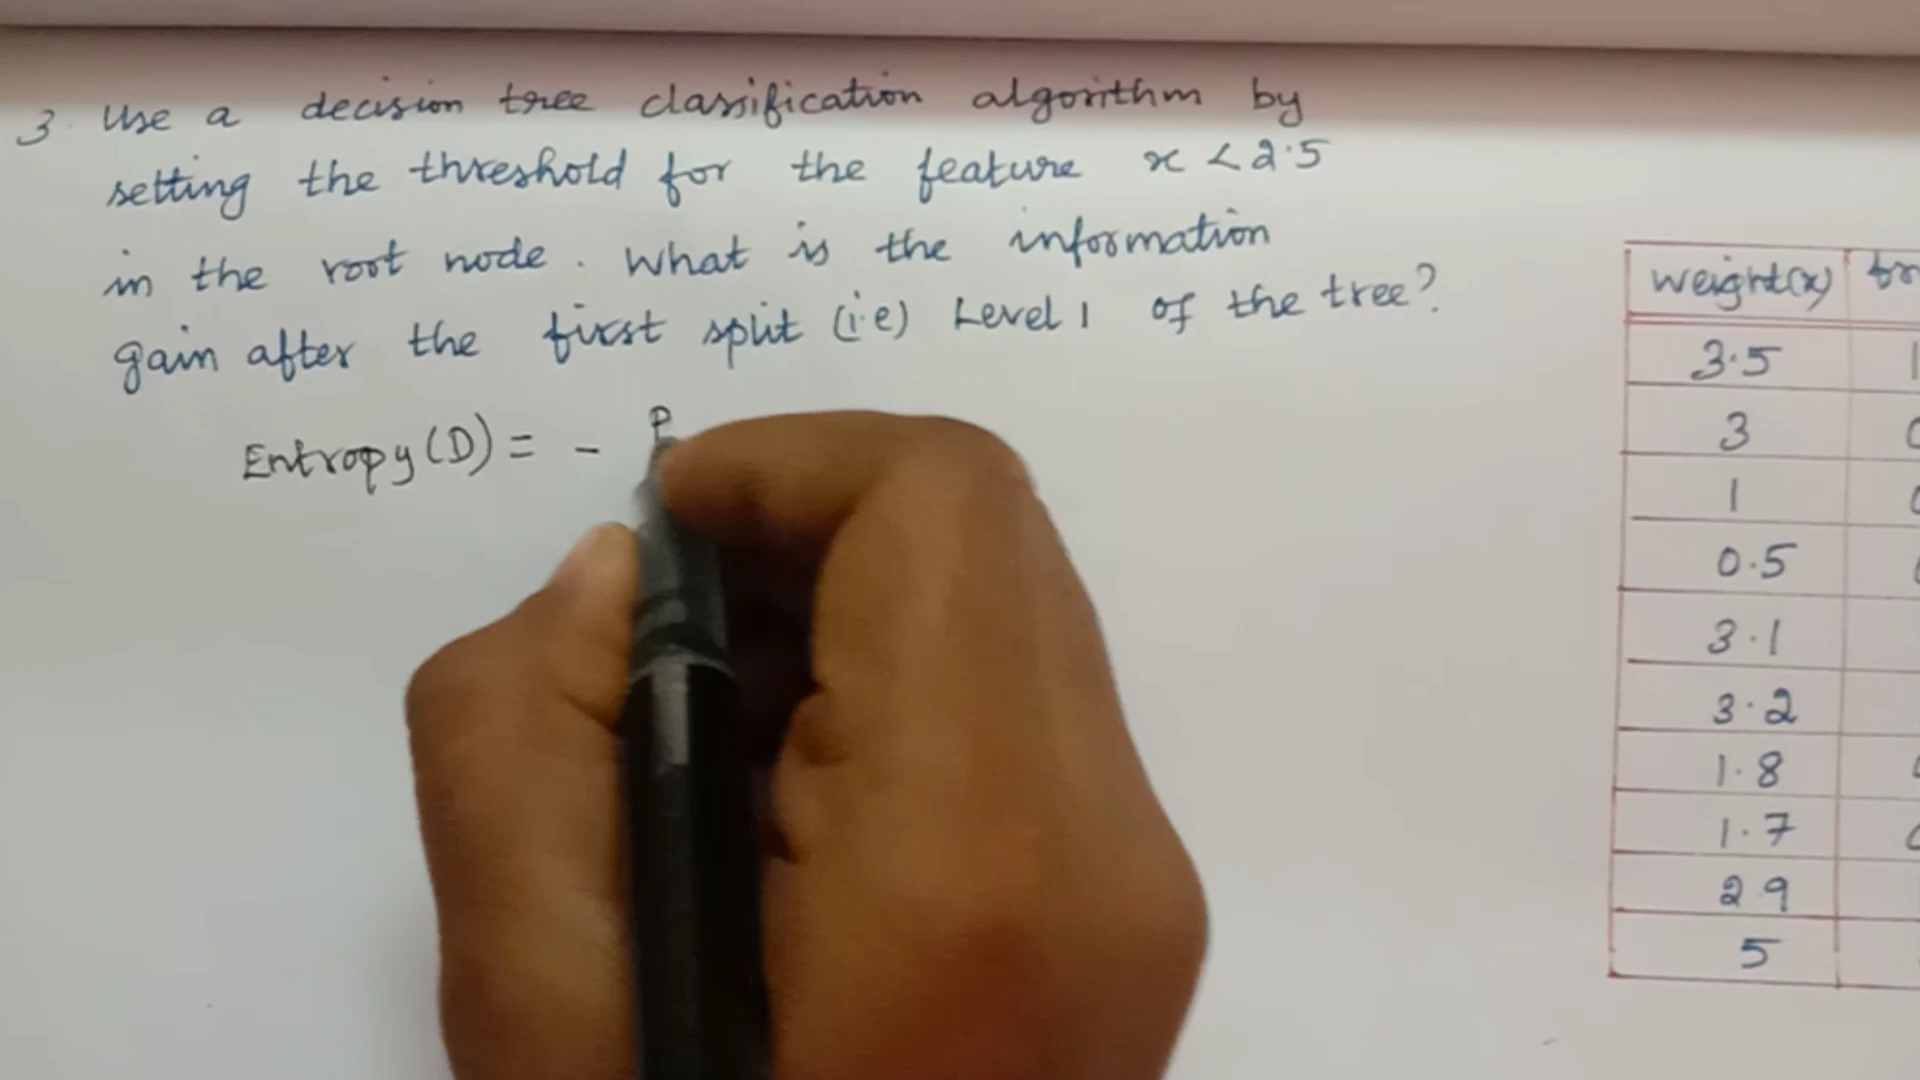 3. Use a decision tree classification algorithm by
setting the threshold for the feature x < 2.5
in the root node. What is the information
gain after the first split (i.e) Level 1 of the tree?
Entropy (D) = - P
weight(x)
3.5 1
3
1
0.5
3.1
3.2
1.8
1.7
2.9
5